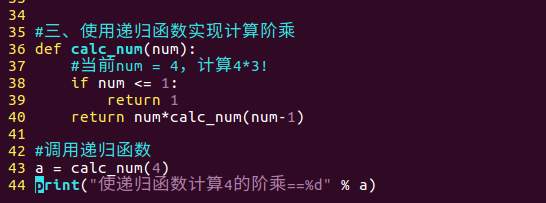 34
35 #三、使用递归函数实现计算阶乘
36 def calc_num(num):
37     #当前num = 4，计算4*3!
38     if num <= 1:
39         return 1
40     return num*calc_num(num-1)
41
42 #调用递归函数
43 a = calc_num(4)
44 print("使递归函数计算4的阶乘==%d" % a)